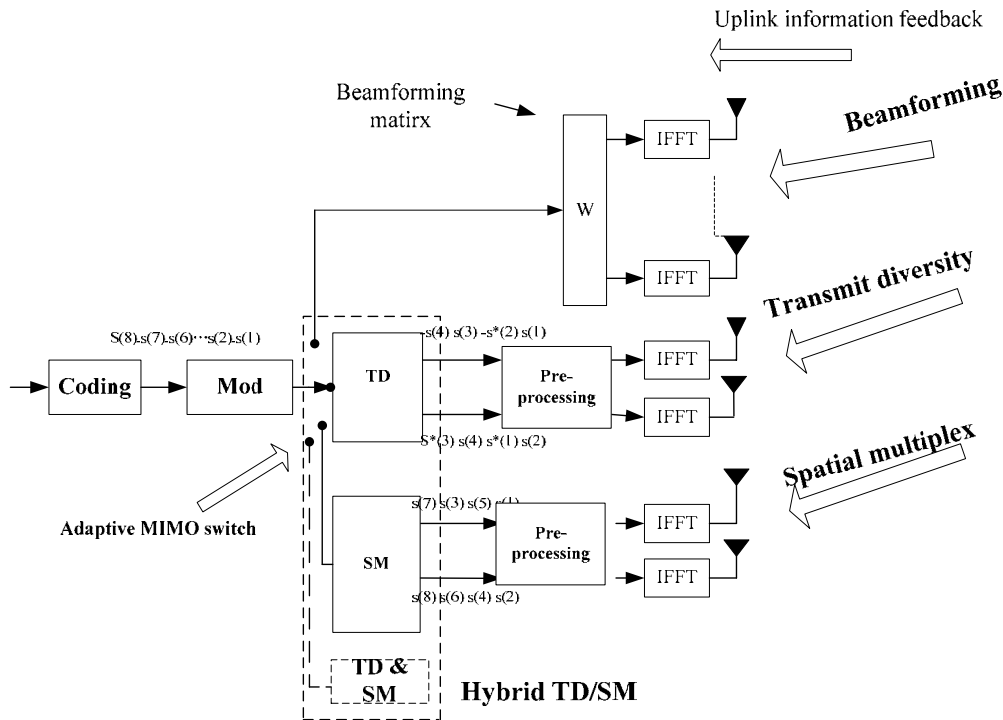 Uplink information feedback
Beamforming
Beamforming
matirx
IFFT
W
IFFT
Transmit diversity
S(8).s(7).s(6)···s(2).s(1)
-s(4) s(3) -s*(2) s(1)
Coding
Mod
TD
Pre-
processing
IFFT
IFFT
S*(3) s(4) s*(1) s(2)
Spatial multiplex
Adaptive MIMO switch
s(7) s(3) s(5) s(1)
SM
Pre-
processing
IFFT
IFFT
s(8) s(6) s(4) s(2)
TD &
SM
Hybrid TD/SM